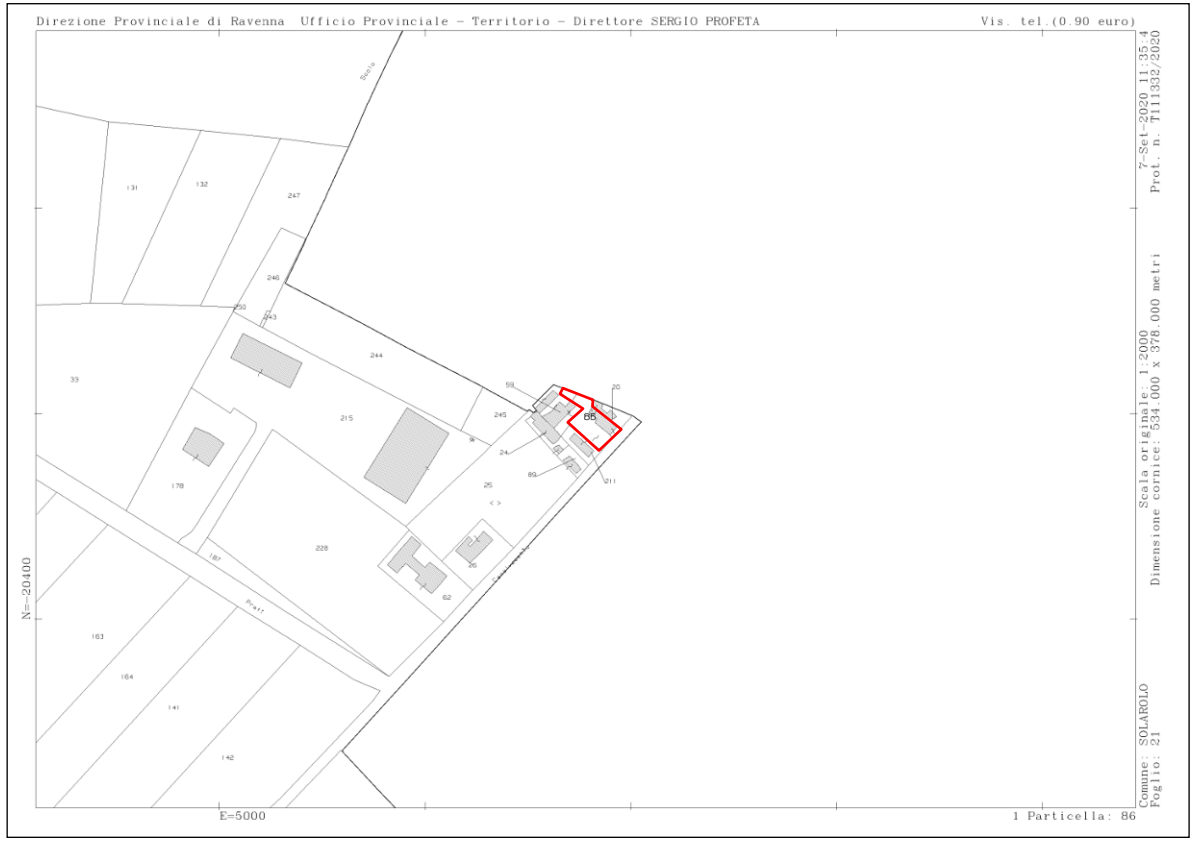 Direzione Provinciale di Ravenna Ufficio Provinciale - Territorio - Direttore SERGIO PROFETA
Vis. tel.(0.90 euro)
7-Set-2020 11:35:4
Prot. n. T111332/2020
Scala originale: 1:2000
Dimensione cornice: 534.000 x 378.000 metri
Comune: SOLAROLO
Foglio: 21
N=-20400
E=5000
1 Particella: 86
Scolo
131
132
247
246
250
243
244
33
215
245
59
20
24
89
211
25
178
187
228
26
62
Prati
163
164
141
142